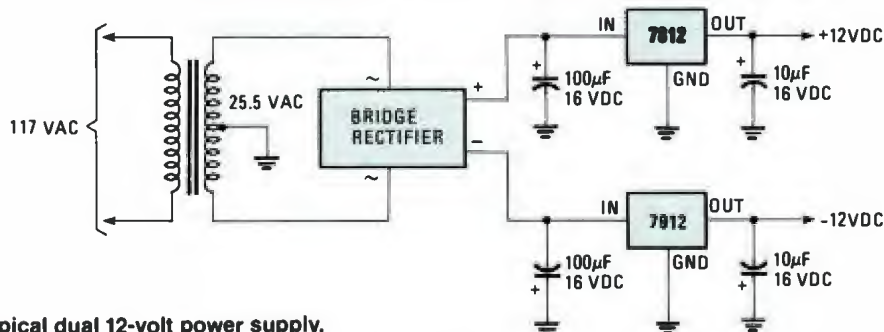 IN
7812
OUT
+12VDC
+
GND
+
100µF
16 VDC
10µF
16 VDC
~
25.5 VAC
117 VAC
BRIDGE
RECTIFIER
+
-
~
IN
7912
OUT
-12VDC
GND
100µF
16 VDC
+
10µF
16 VDC
+
pical dual 12-volt power supply.